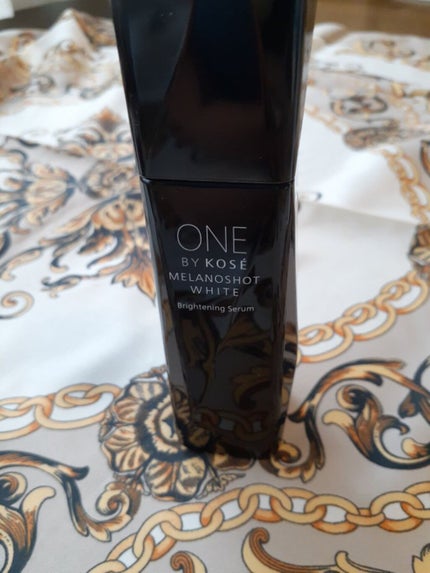 ONE
BY KOSÉ
MELANOSHOT
WHITE
Brightening Serum